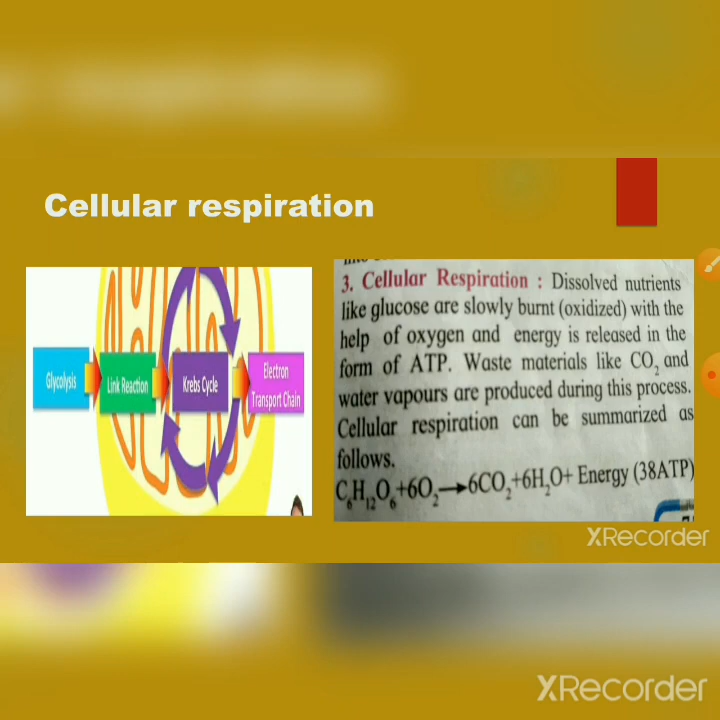 Cellular respiration
Glycolysis
Link Reaction
Krebs Cycle
Electron
Transport Chain
3. Cellular Respiration : Dissolved nutrients
like glucose are slowly burnt (oxidized) with the
help of oxygen and energy is released in the
form of ATP. Waste materials like CO₂ and
water vapours are produced during this process.
Cellular respiration can be summarized as
follows.
C₆H₁₂O₆+6O₂→6CO₂+6H₂O+ Energy (38ATP)
XRecorder
XRecorder